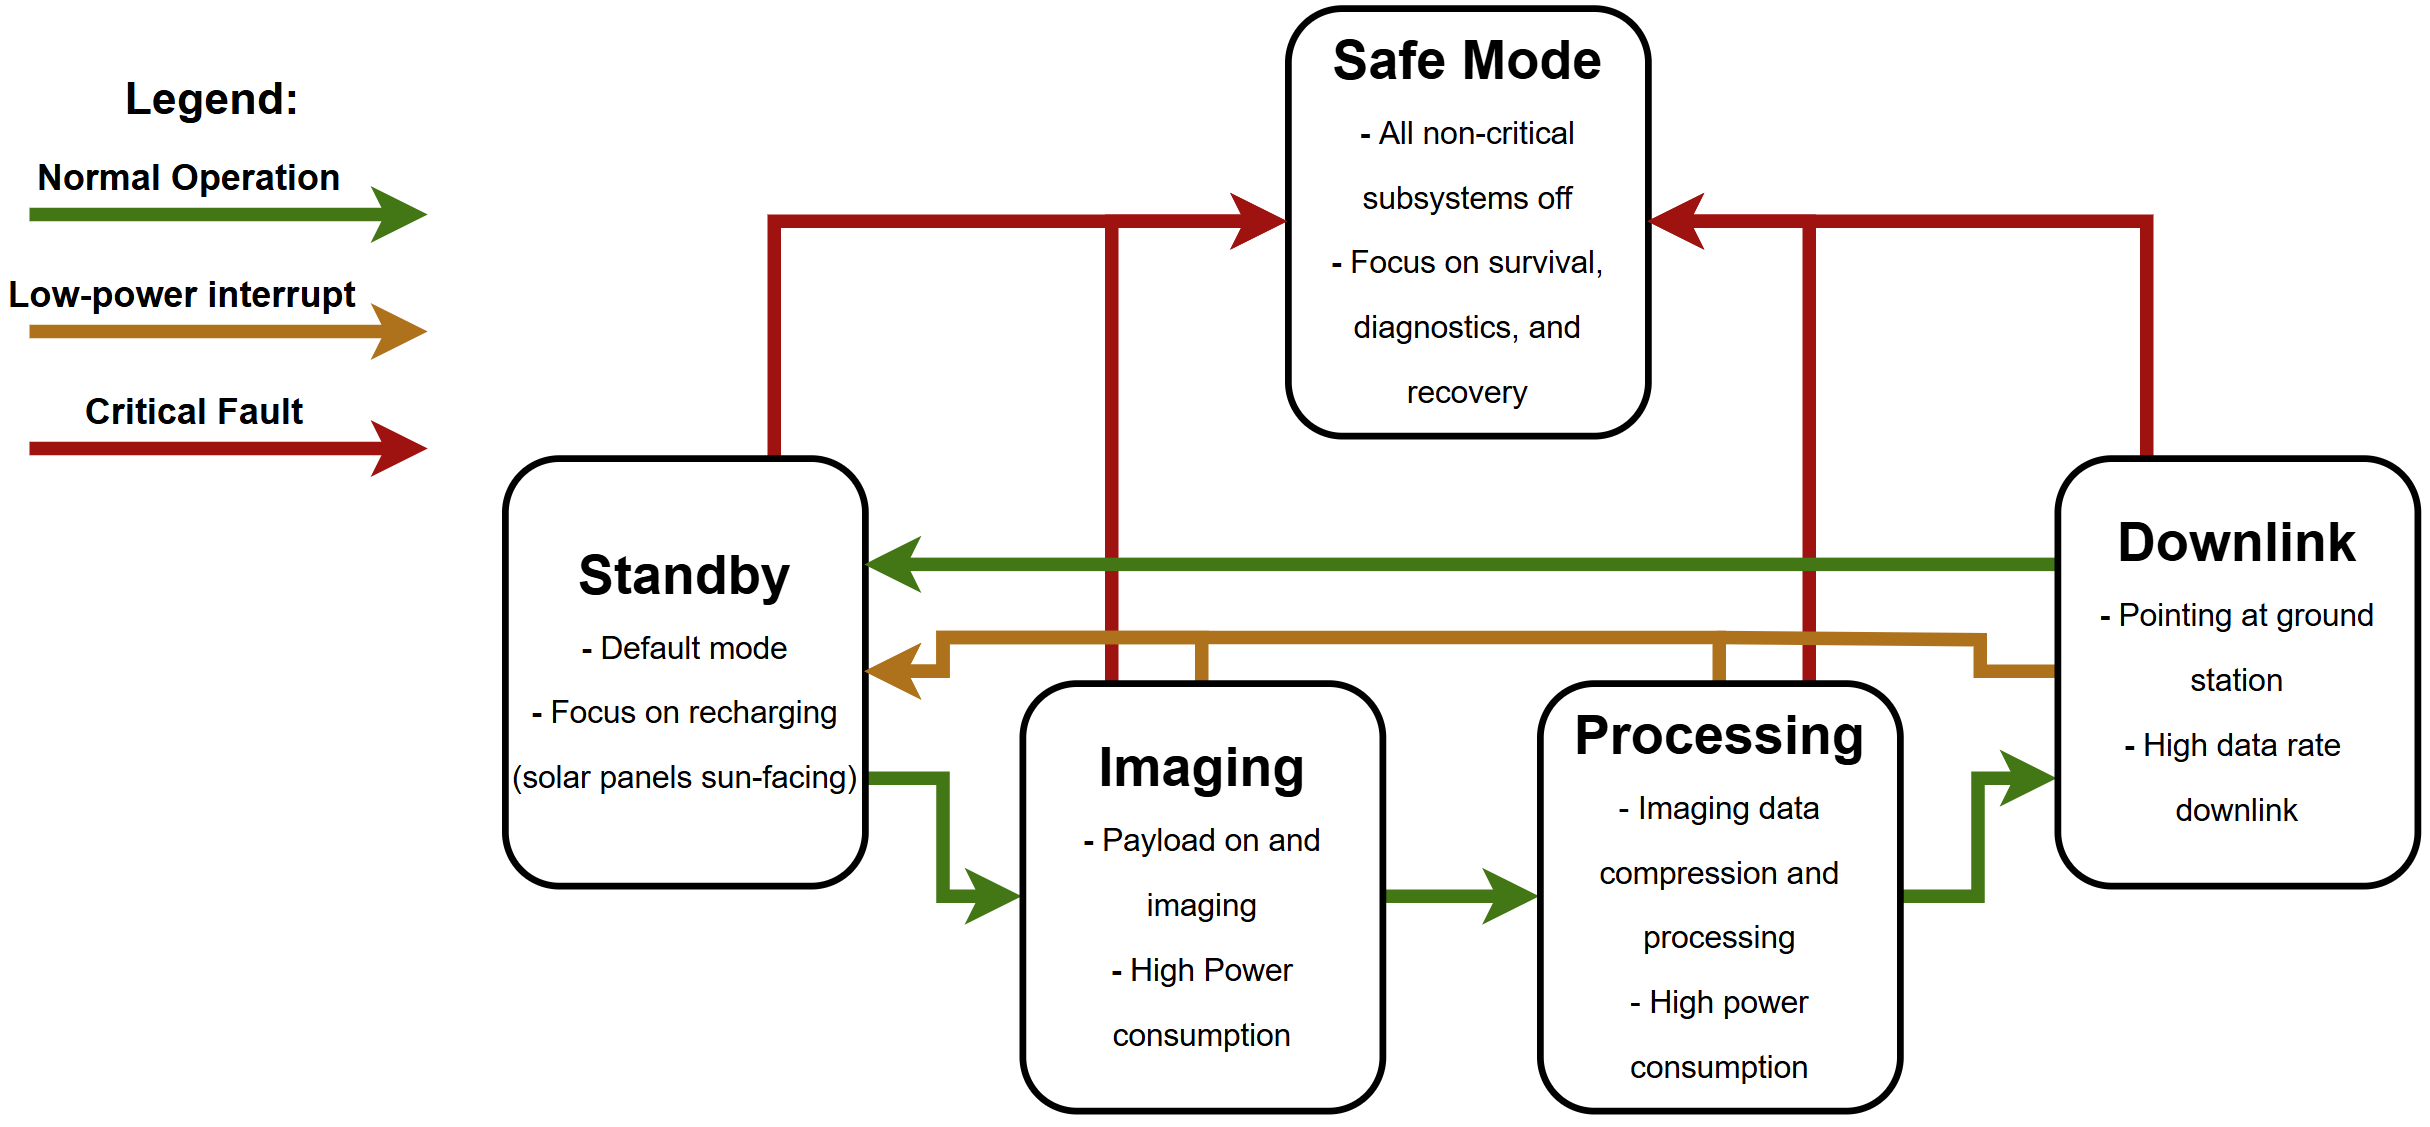 Legend:
Normal Operation
Low-power interrupt
Critical Fault
Safe Mode
- All non-critical
subsystems off
- Focus on survival,
diagnostics, and
recovery
Standby
- Default mode
- Focus on recharging
(solar panels sun-facing)
Imaging
- Payload on and
imaging
- High Power
consumption
Processing
- Imaging data
compression and
processing
- High power
consumption
Downlink
- Pointing at ground
station
- High data rate
downlink